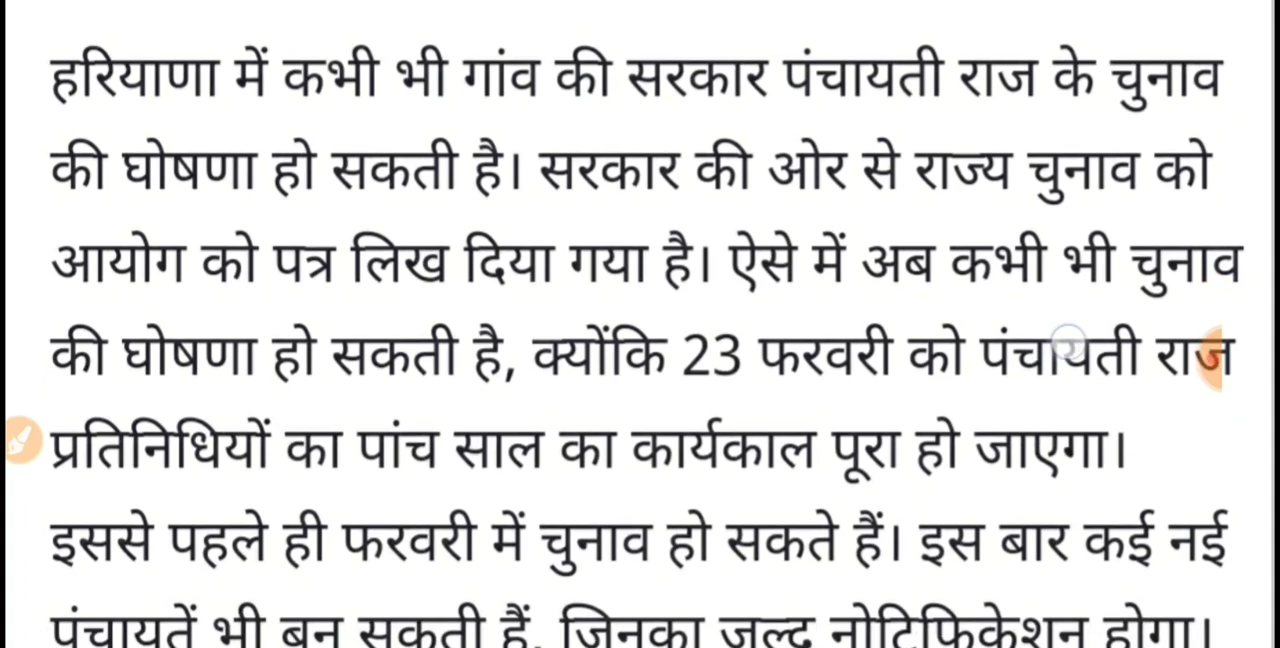 हरियाणा में कभी भी गांव की सरकार पंचायती राज के चुनाव
की घोषणा हो सकती है। सरकार की ओर से राज्य चुनाव को
आयोग को पत्र लिख दिया गया है। ऐसे में अब कभी भी चुनाव
की घोषणा हो सकती है, क्योंकि 23 फरवरी को पंचायती राज
प्रतिनिधियों का पांच साल का कार्यकाल पूरा हो जाएगा।
इससे पहले ही फरवरी में चुनाव हो सकते हैं। इस बार कई नई
पंचायतें भी बन सकती हैं, जिनका जल्द नोटिफिकेशन होगा।